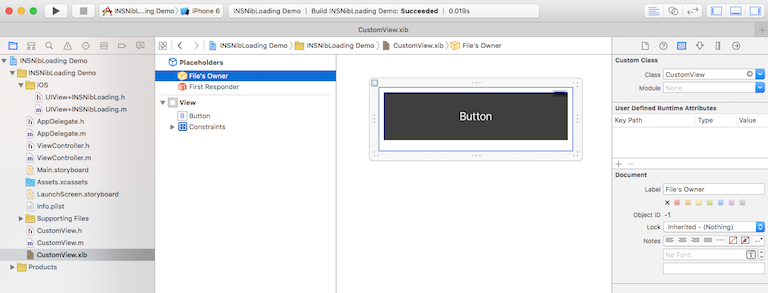 INSNibL...ing Demo
iPhone 6
INSNibLoading Demo
Build INSNibLoading Demo: Succeeded
0.019s
CustomView.xib
INSNibLoading Demo
INSNibLoading Demo
CustomView.xib
File's Owner
INSNibLoading Demo
INSNibLoading Demo
iOS
UIView+INSNibLoading.h
UIView+INSNibLoading.m
AppDelegate.h
AppDelegate.m
ViewController.h
ViewController.m
Main.storyboard
Assets.xcassets
LaunchScreen.storyboard
Info.plist
Supporting Files
CustomView.h
CustomView.m
CustomView.xib
Products
Placeholders
File's Owner
First Responder
View
B Button
Constraints
Button
Custom Class
Class CustomView
Module None
User Defined Runtime Attributes
Key Path Type Value
Document
Label File's Owner
Object ID -1
Lock Inherited - (Nothing)
Notes
No Font